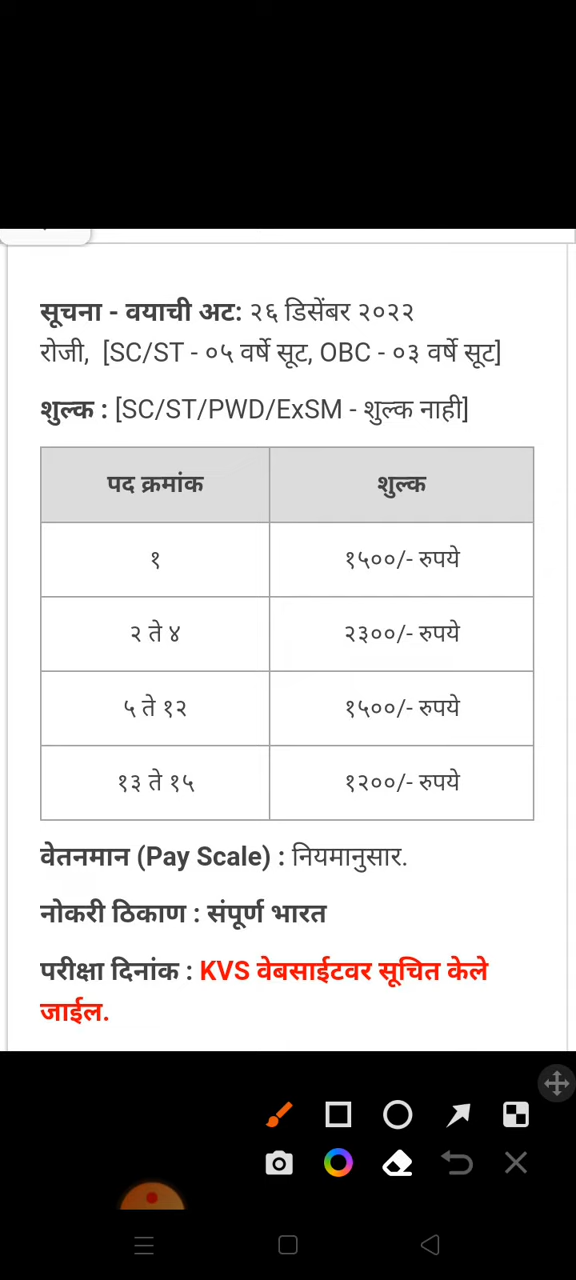 सूचना - वयाची अट: २६ डिसेंबर २०२२
रोजी, [SC/ST - ०५ वर्षे सूट, OBC - ०३ वर्षे सूट]
शुल्क : [SC/ST/PWD/ExSM - शुल्क नाही]
पद क्रमांक शुल्क
१ १५००/- रुपये
२ ते ४ २३००/- रुपये
५ ते १२ १५००/- रुपये
१३ ते १५ १२००/- रुपये
वेतनमान (Pay Scale) : नियमानुसार.
नोकरी ठिकाण : संपूर्ण भारत
परीक्षा दिनांक : KVS वेबसाईटवर सूचित केले
जाईल.